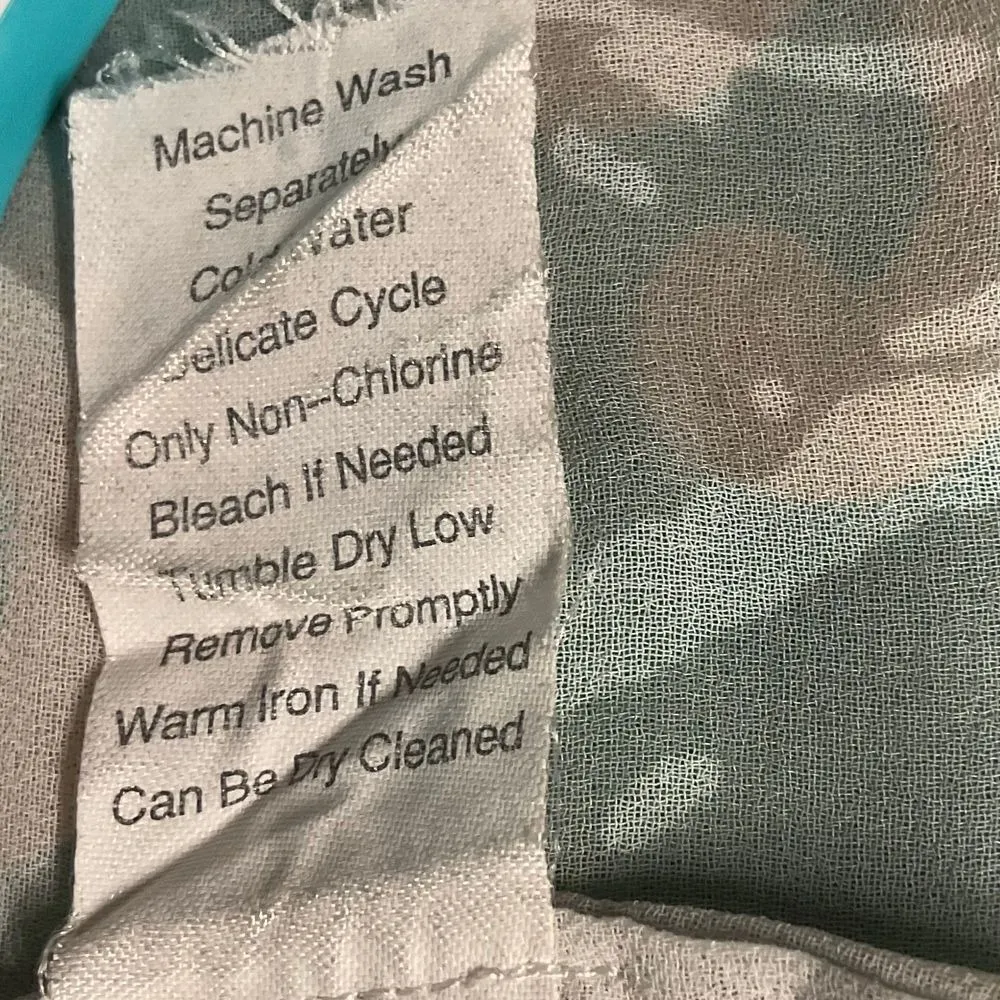 Machine Wash
Separately
Cold Water
Delicate Cycle
Only Non-Chlorine
Bleach If Needed
Tumble Dry Low
Remove Promptly
Warm Iron If Needed
Can Be Dry Cleaned